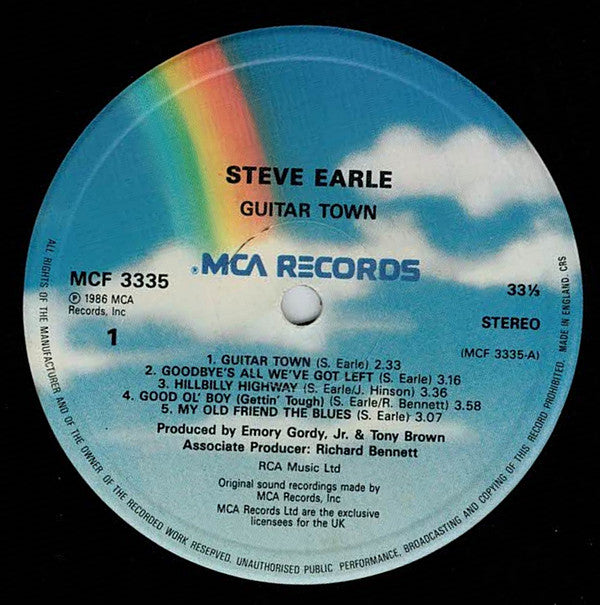 STEVE EARLE
GUITAR TOWN
®MCA RECORDS
MCF 3335
℗ 1986 MCA
Records, Inc
1
33⅓
STEREO
(MCF 3335-A)
1. GUITAR TOWN (S. Earle) 2.33
2. GOODBYE'S ALL WE'VE GOT LEFT (S. Earle) 3.16
3. HILLBILLY HIGHWAY (S. Earle/J. Hinson) 3.36
4. GOOD OL' BOY (Gettin' Tough) (S. Earle/R. Bennett) 3.58
5. MY OLD FRIEND THE BLUES (S. Earle) 3.07
Produced by Emory Gordy, Jr. & Tony Brown
Associate Producer: Richard Bennett
RCA Music Ltd
Original sound recordings made by
MCA Records, Inc
MCA Records Ltd are the exclusive
licensees for the UK
ALL RIGHTS OF THE MANUFACTURER AND OF THE OWNER OF THE RECORDED WORK RESERVED. UNAUTHORISED PUBLIC PERFORMANCE, BROADCASTING AND COPYING OF THIS RECORD PROHIBITED. MADE IN ENGLAND. CRS